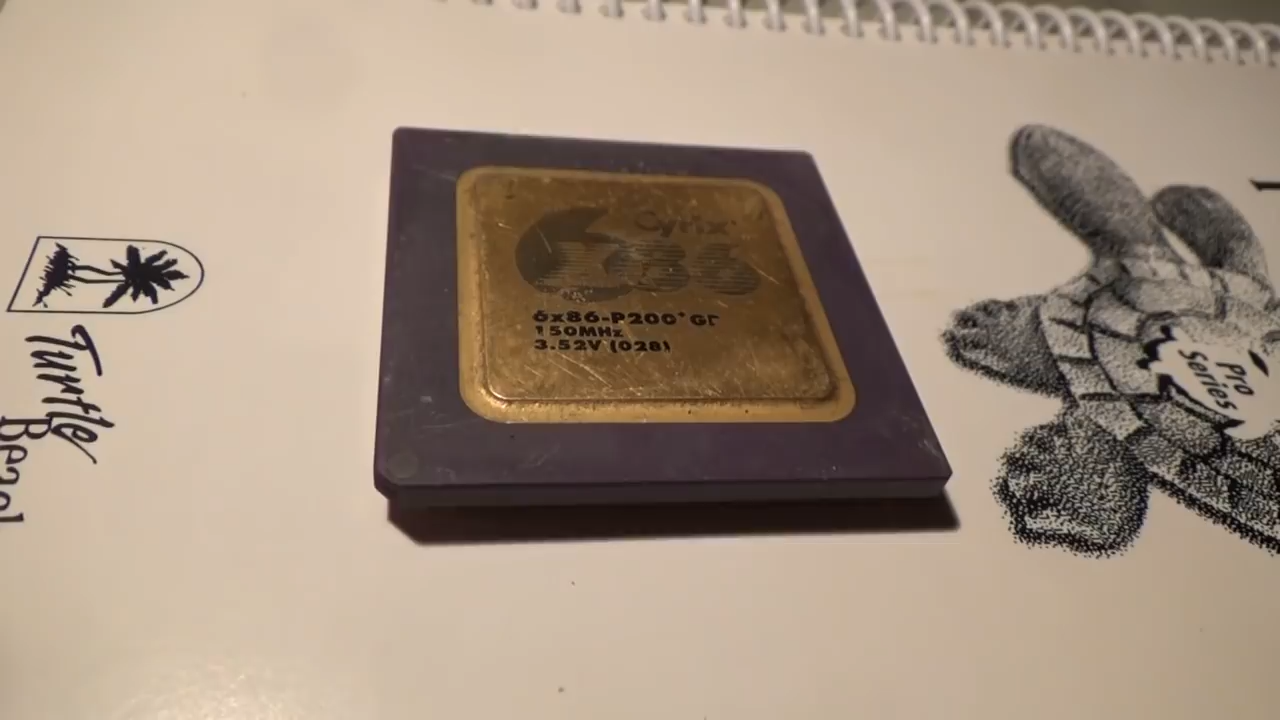 Cyrix
6x86
6x86-P200+GP
150MHz
3.52V (028)
Turtle
Beach
Pro
Series